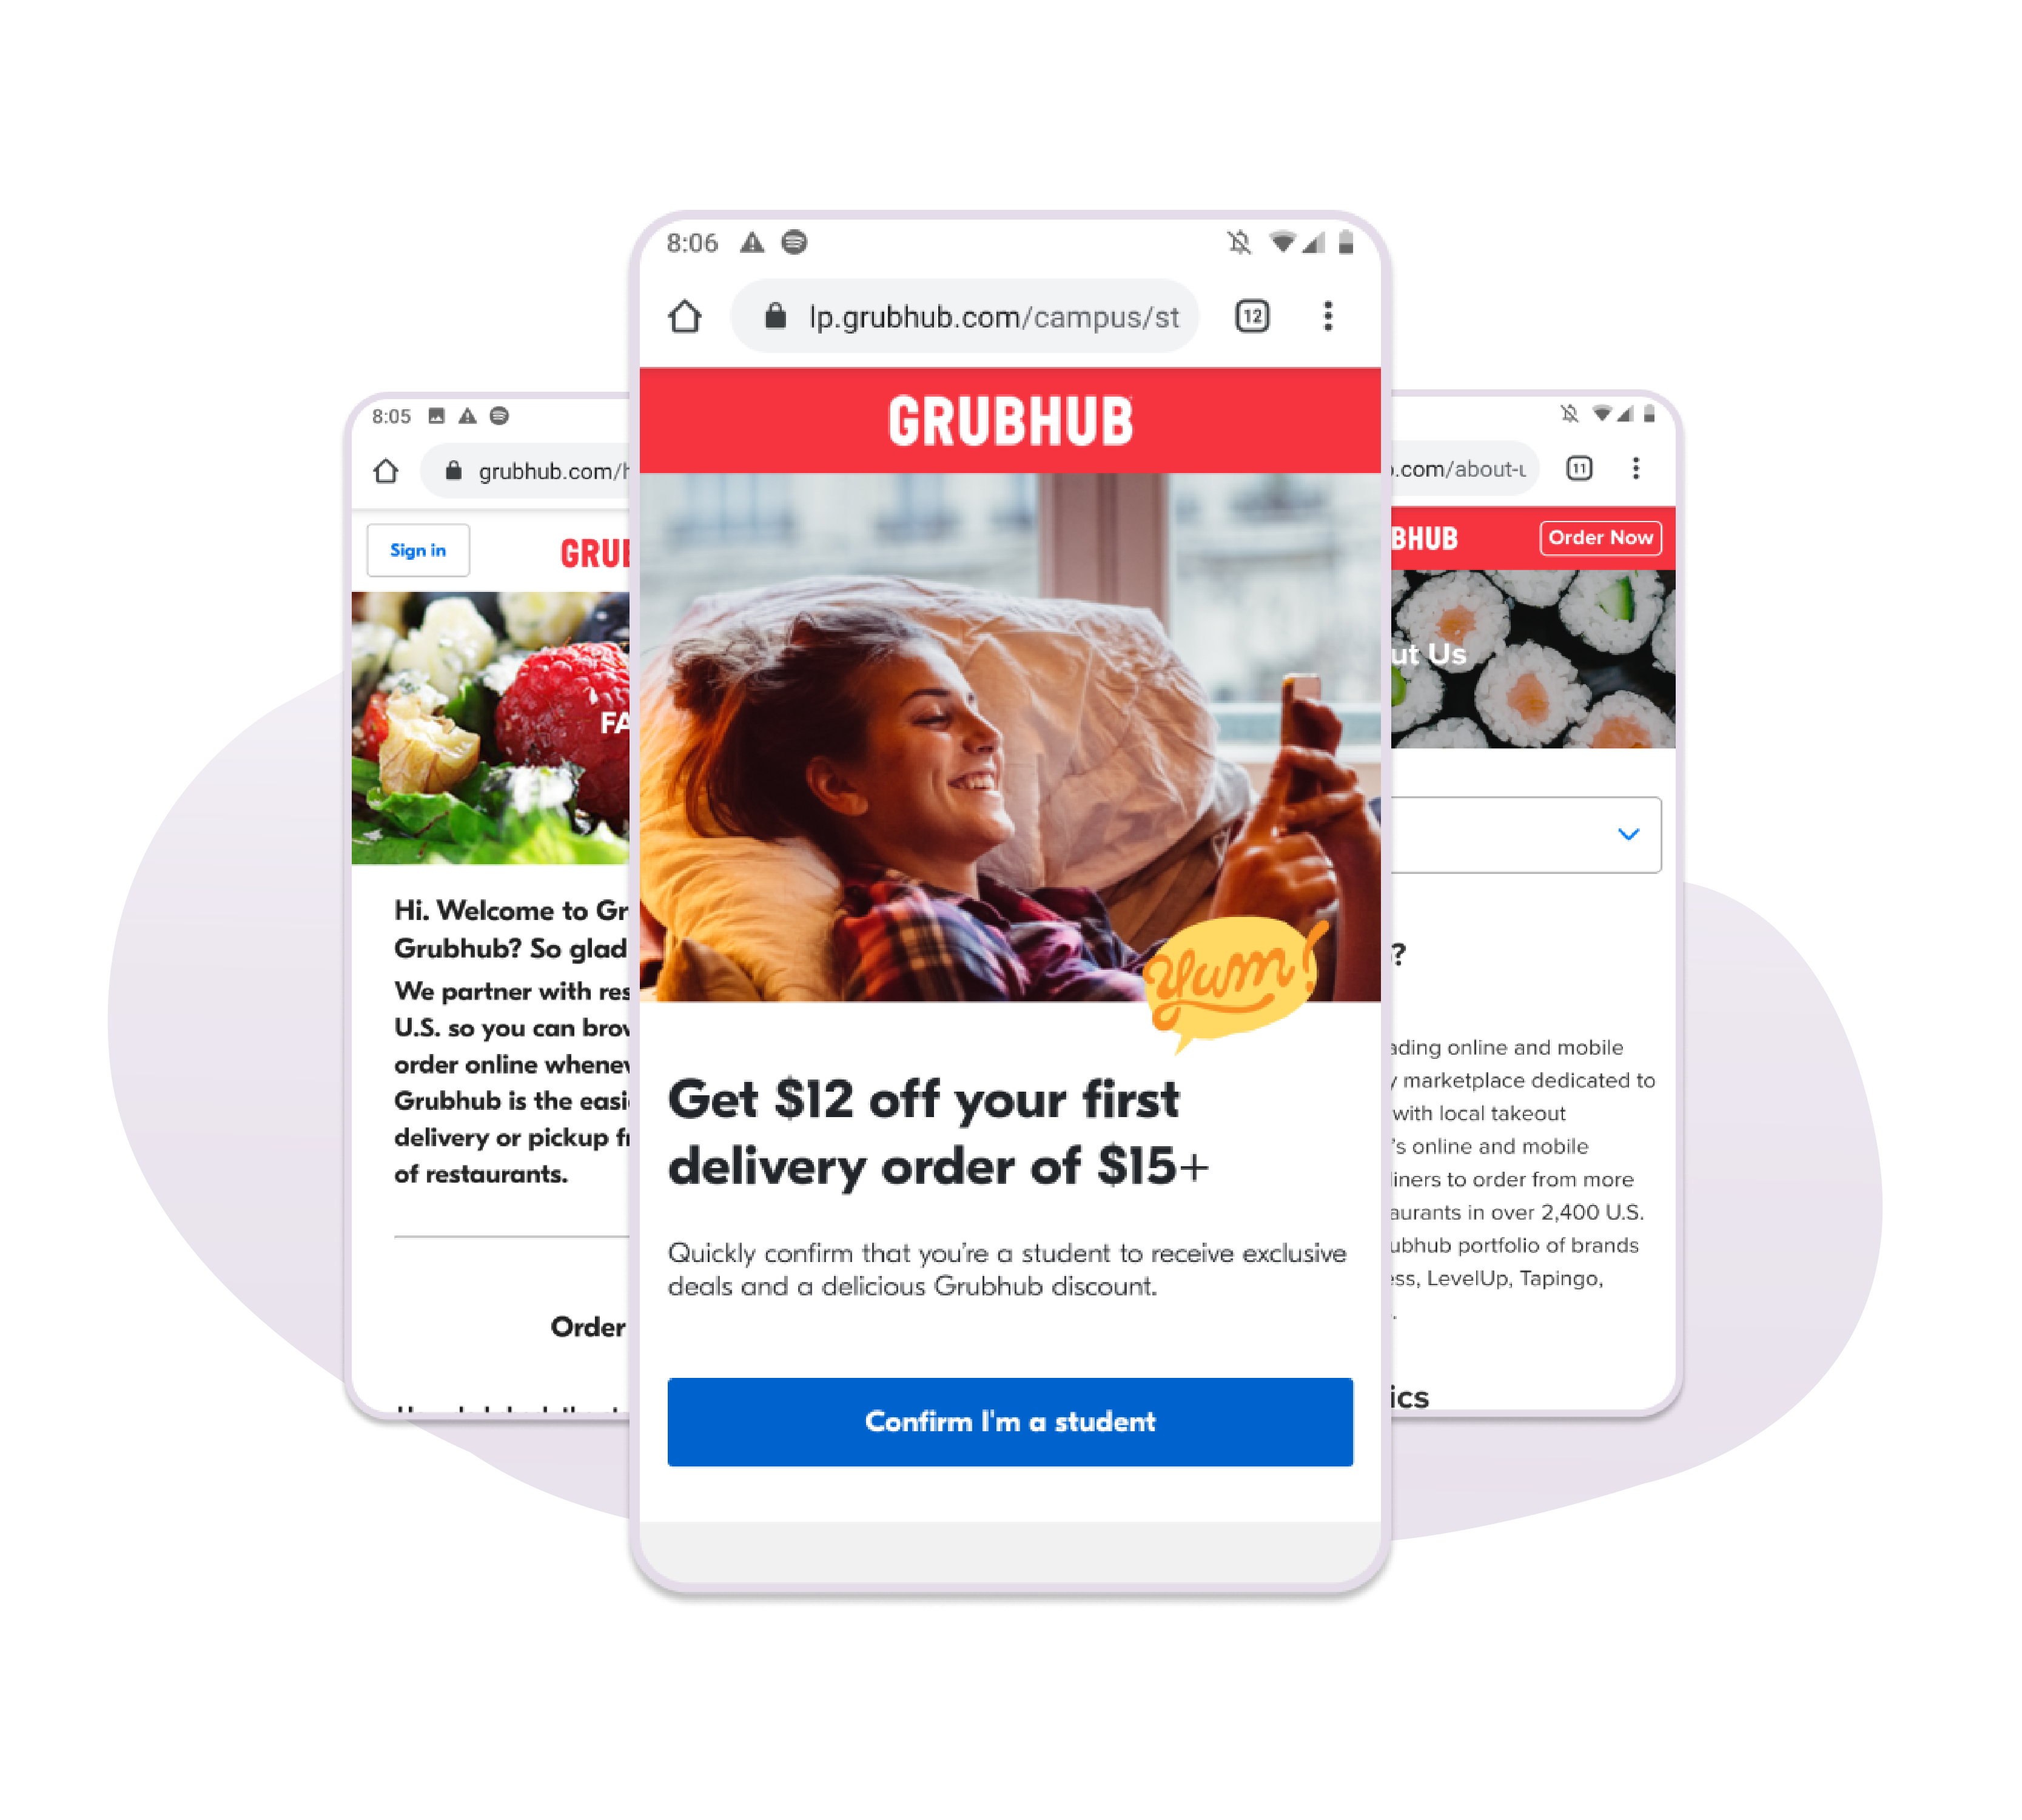 8:06
lp.grubhub.com/campus/st
12
GRUBHUB
Yum!
Get $12 off your first
delivery order of $15+
Quickly confirm that you're a student to receive exclusive
deals and a delicious Grubhub discount.
Confirm I'm a student
8:05
grubhub.com/
Sign in
GRU
FA
Hi. Welcome to Gr
Grubhub? So glad
We partner with res
U.S. so you can brow
order online whenev
Grubhub is the easi
delivery or pickup f
of restaurants.
Order
.com/about-u
11
BHUB
Order Now
ut Us
?
ading online and mobile
y marketplace dedicated to
with local takeout
's online and mobile
iners to order from more
aurants in over 2,400 U.S.
ubhub portfolio of brands
ess, LevelUp, Tapingo,
.
ics